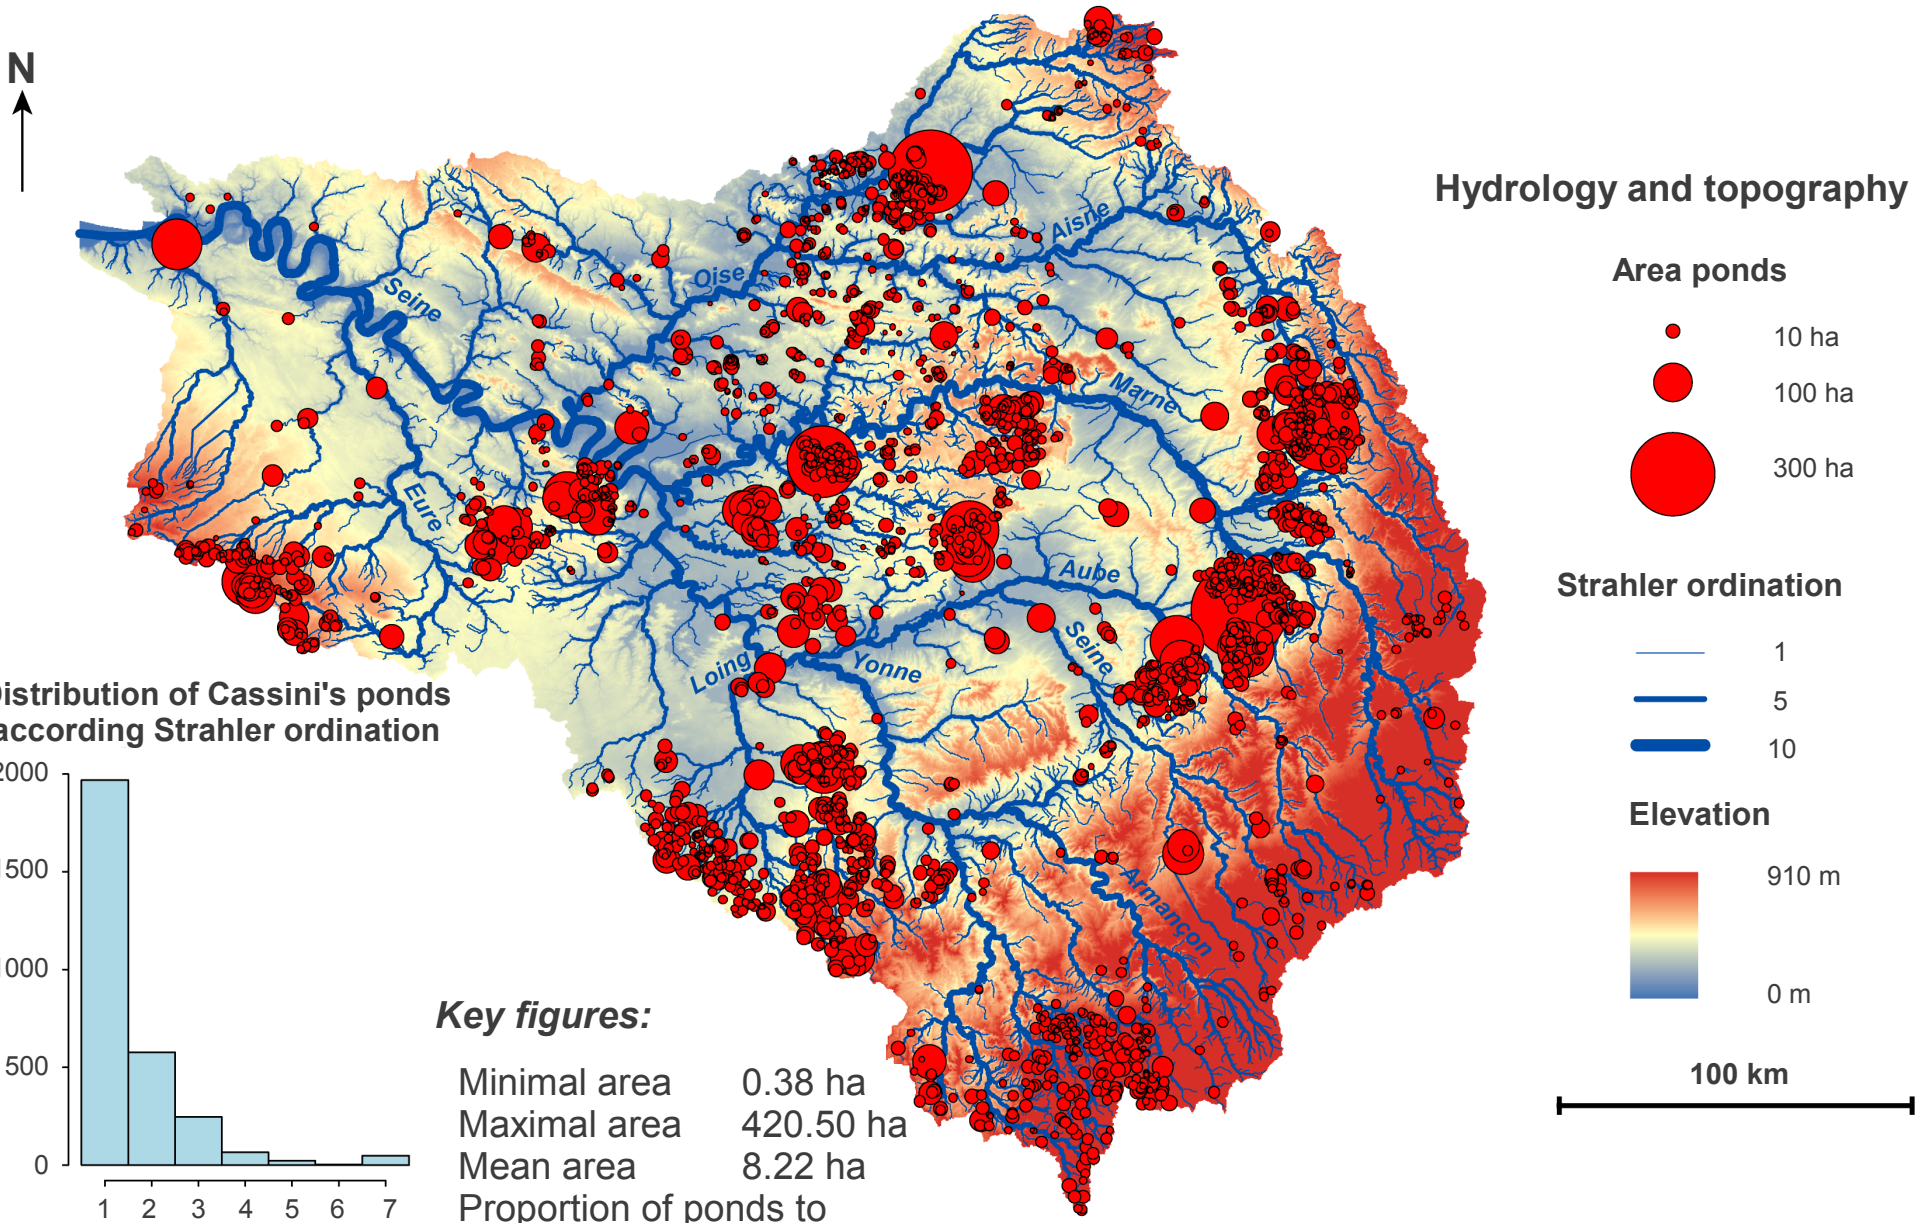 N
Hydrology and topography
Area ponds
10 ha
100 ha
300 ha
Strahler ordination
1
5
10
Elevation
910 m
0 m
100 km
Oise
Aisne
Seine
Marne
Eure
Aube
Seine
Loing
Yonne
Armançon
istribution of Cassini's ponds
according Strahler ordination
2000
1500
1000
500
0
1 2 3 4 5 6 7
Key figures:
Minimal area 0.38 ha
Maximal area 420.50 ha
Mean area 8.22 ha
Proportion of ponds to